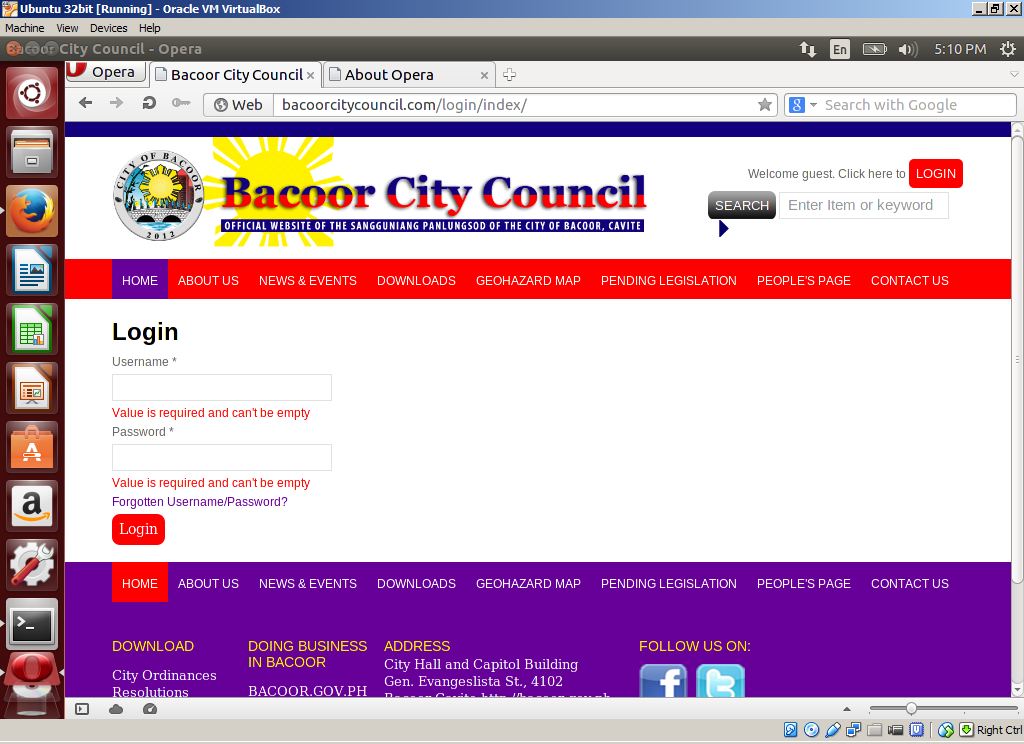 Ubuntu 32bit [Running] - Oracle VM VirtualBox
Machine View Devices Help
Bacoor City Council - Opera
En 5:10 PM
Opera Bacoor City Council About Opera
Web bacoorcitycouncil.com/login/index/ 8 Search with Google
CITY OF BACOOR
2012
Bacoor City Council
OFFICIAL WEBSITE OF THE SANGGUNIANG PANLUNGSOD OF THE CITY OF BACOOR, CAVITE
Welcome guest. Click here to LOGIN
SEARCH Enter Item or keyword
HOME ABOUT US NEWS & EVENTS DOWNLOADS GEOHAZARD MAP PENDING LEGISLATION PEOPLE'S PAGE CONTACT US
Login
Username *
Value is required and can't be empty
Password *
Value is required and can't be empty
Forgotten Username/Password?
Login
HOME ABOUT US NEWS & EVENTS DOWNLOADS GEOHAZARD MAP PENDING LEGISLATION PEOPLE'S PAGE CONTACT US
DOWNLOAD
City Ordinances
Resolutions
DOING BUSINESS
IN BACOOR
BACOOR.GOV.PH
ADDRESS
City Hall and Capitol Building
Gen. Evangeslista St., 4102
Bacoor Cavite http://bacoor.gov.ph
FOLLOW US ON:
Right Ctrl